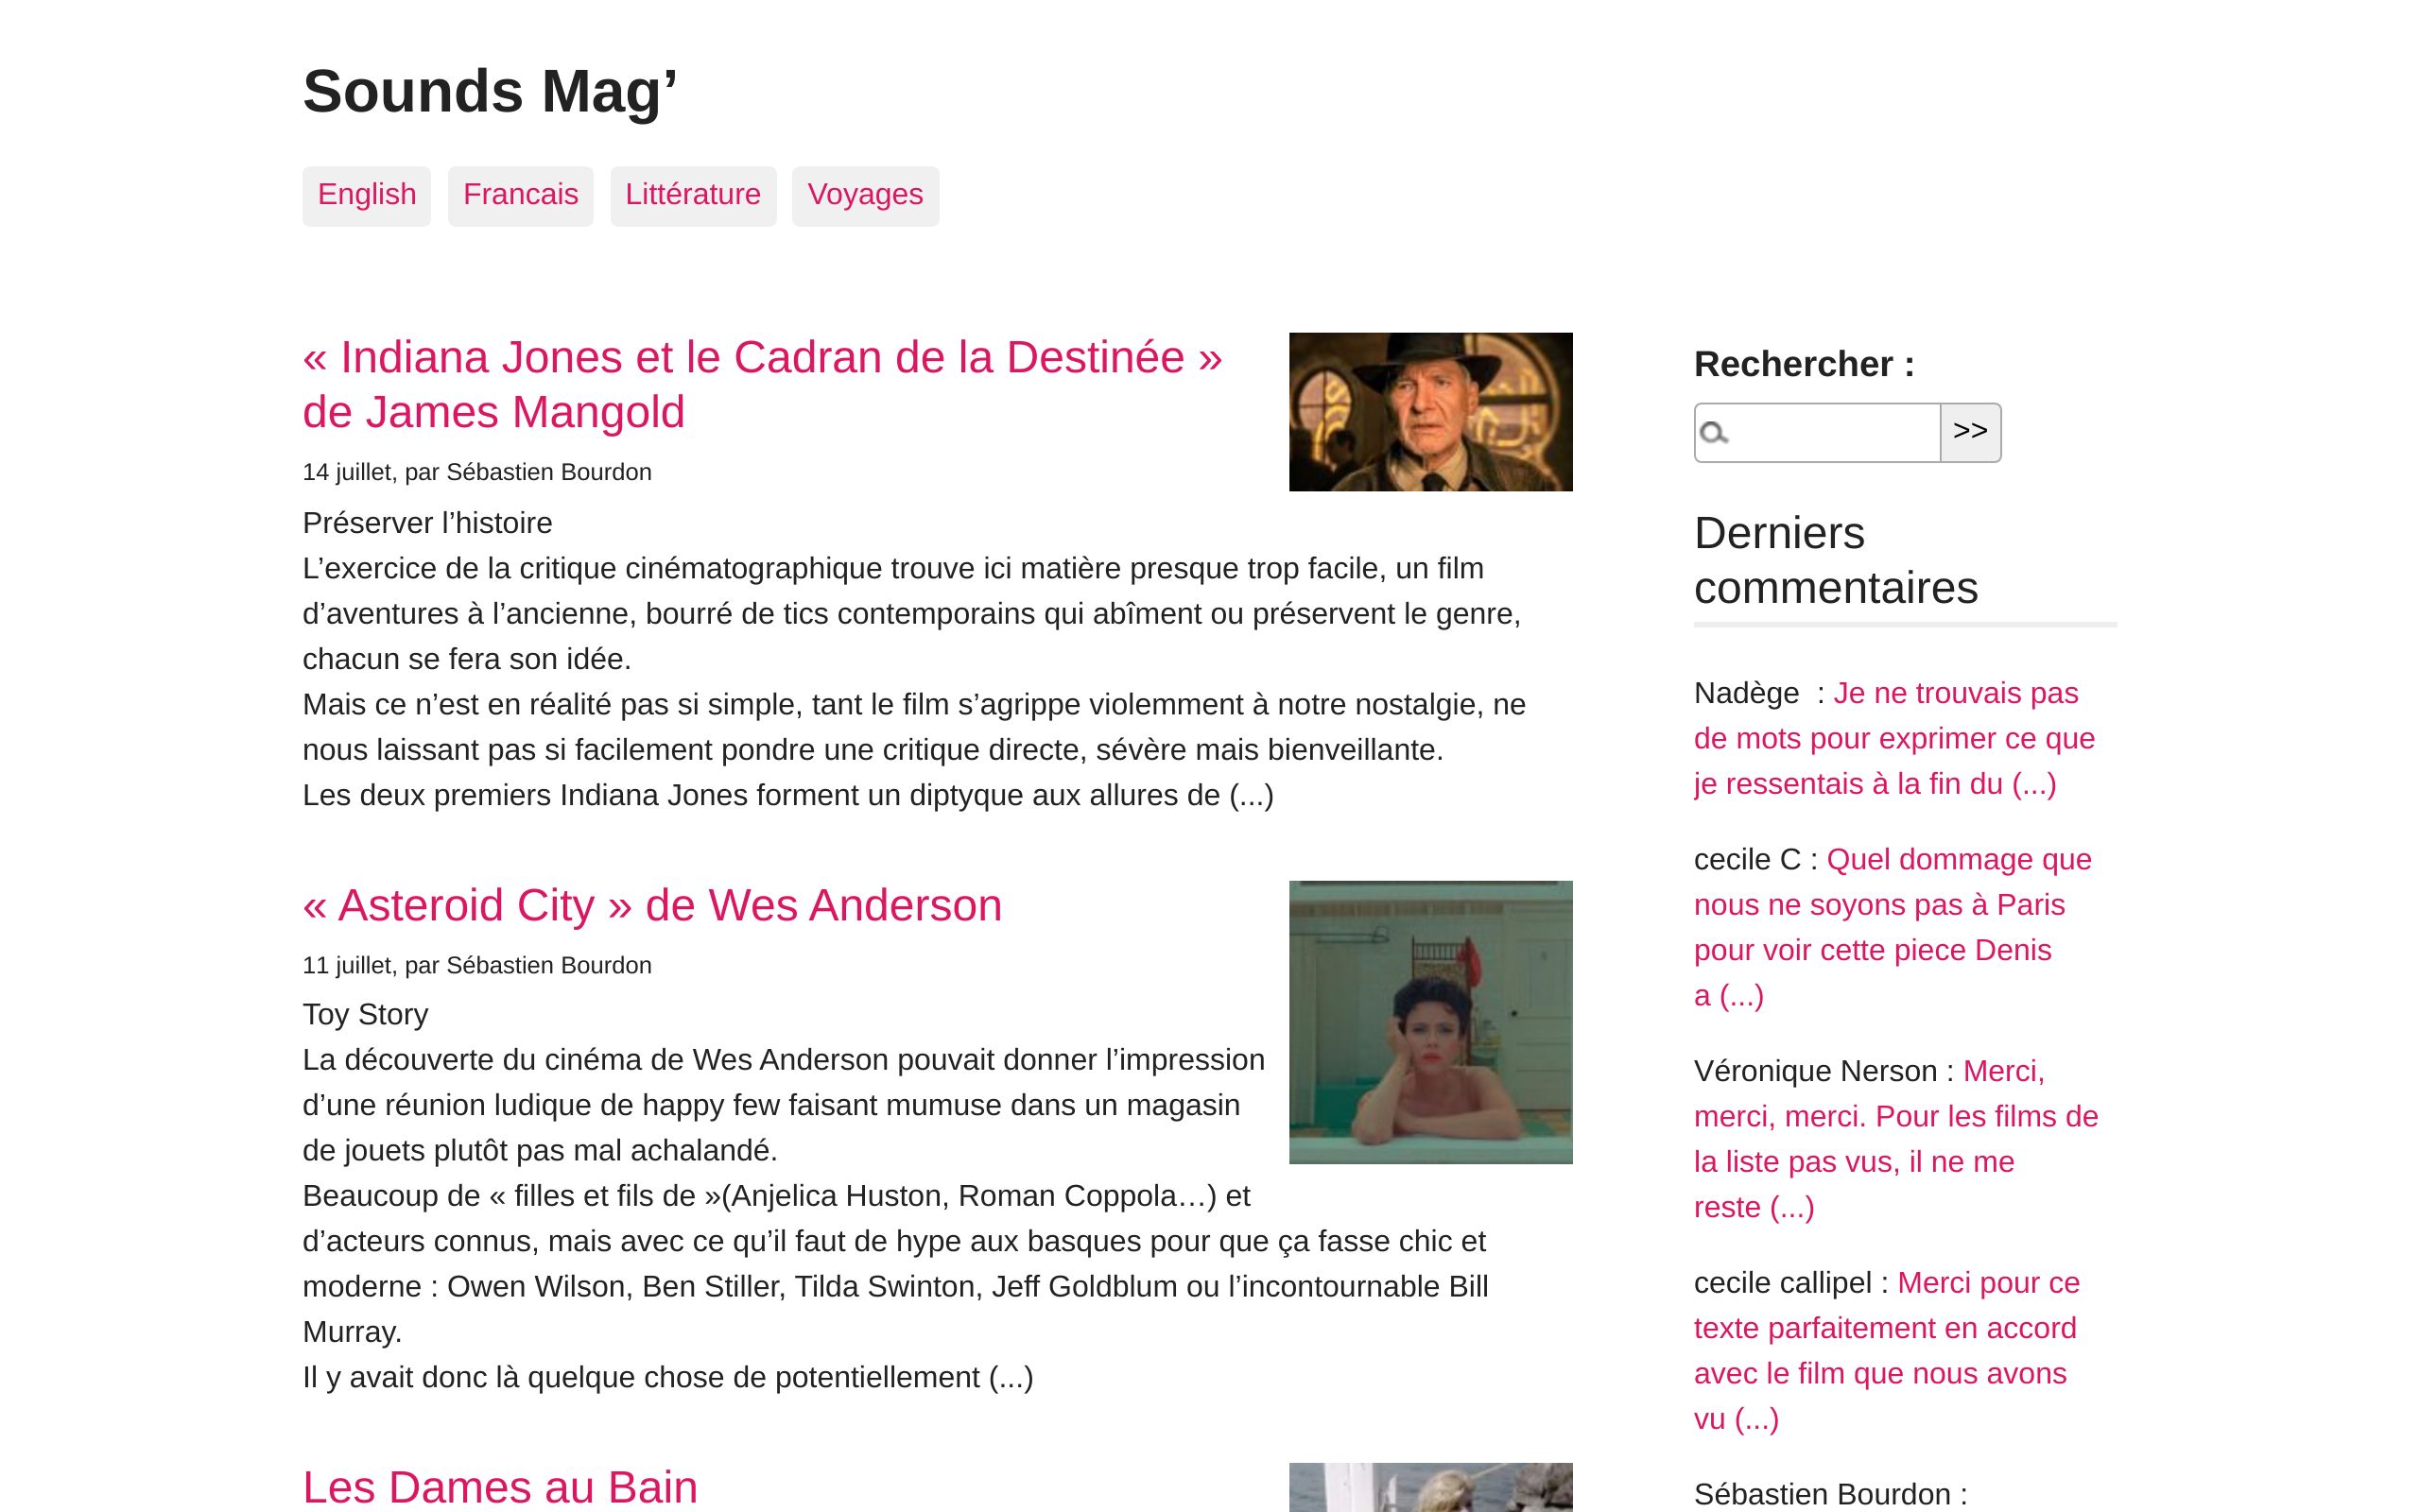 Sounds Mag’
English Francais Littérature Voyages
« Indiana Jones et le Cadran de la Destinée »
de James Mangold
14 juillet, par Sébastien Bourdon
Préserver l’histoire
L’exercice de la critique cinématographique trouve ici matière presque trop facile, un film
d’aventures à l’ancienne, bourré de tics contemporains qui abîment ou préservent le genre,
chacun se fera son idée.
Mais ce n’est en réalité pas si simple, tant le film s’agrippe violemment à notre nostalgie, ne
nous laissant pas si facilement pondre une critique directe, sévère mais bienveillante.
Les deux premiers Indiana Jones forment un diptyque aux allures de (...)
« Asteroid City » de Wes Anderson
11 juillet, par Sébastien Bourdon
Toy Story
La découverte du cinéma de Wes Anderson pouvait donner l’impression
d’une réunion ludique de happy few faisant mumuse dans un magasin
de jouets plutôt pas mal achalandé.
Beaucoup de « filles et fils de »(Anjelica Huston, Roman Coppola…) et
d’acteurs connus, mais avec ce qu’il faut de hype aux basques pour que ça fasse chic et
moderne : Owen Wilson, Ben Stiller, Tilda Swinton, Jeff Goldblum ou l’incontournable Bill
Murray.
Il y avait donc là quelque chose de potentiellement (...)
Les Dames au Bain
Rechercher :
>>
Derniers
commentaires
Nadège  : Je ne trouvais pas
de mots pour exprimer ce que
je ressentais à la fin du (...)
cecile C : Quel dommage que
nous ne soyons pas à Paris
pour voir cette piece Denis
a (...)
Véronique Nerson : Merci,
merci, merci. Pour les films de
la liste pas vus, il ne me
reste (...)
cecile callipel : Merci pour ce
texte parfaitement en accord
avec le film que nous avons
vu (...)
Sébastien Bourdon :